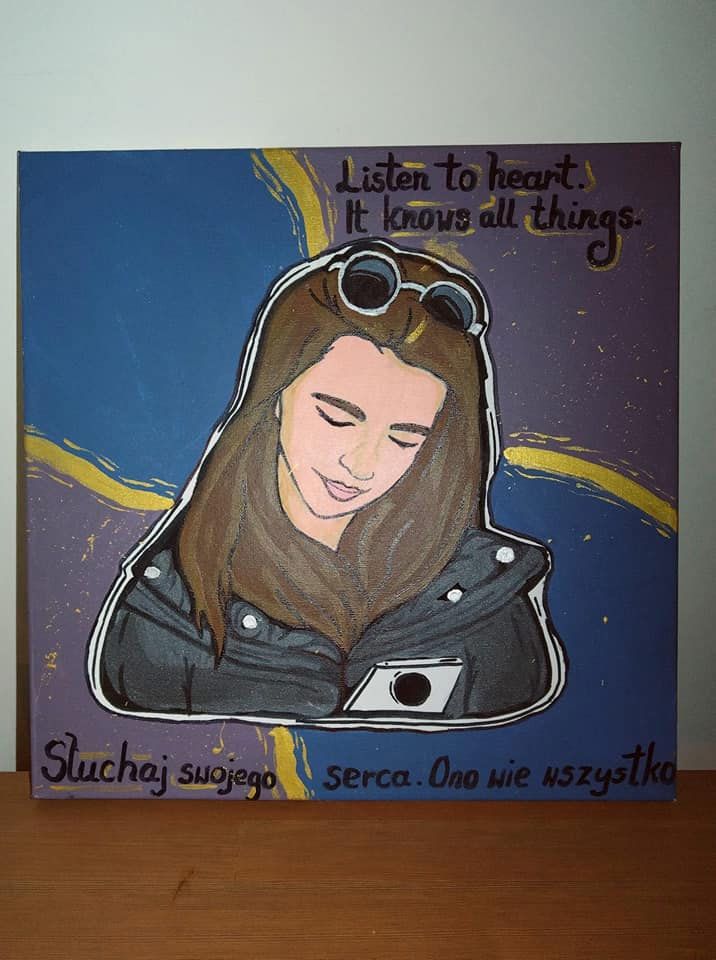 Listen to heart.
It knows all things.
Słuchaj swojego serca. Ono wie wszystko